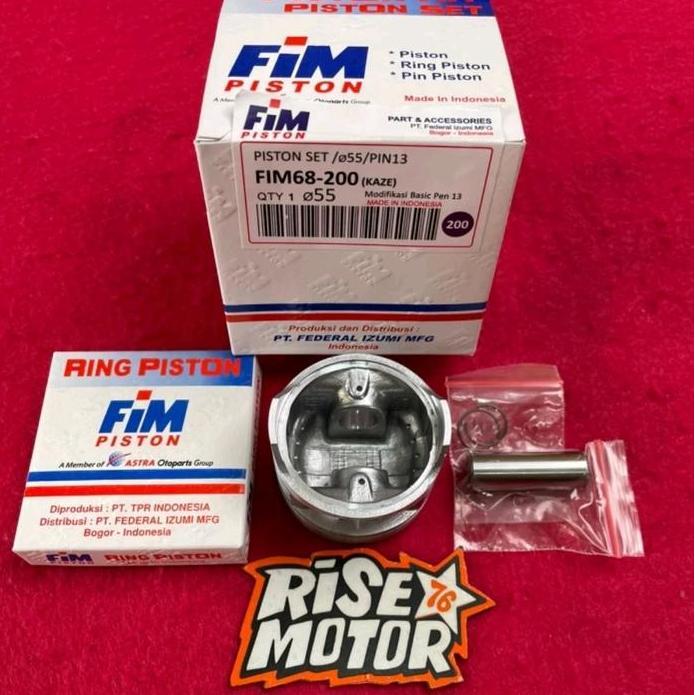 PISTON SET
FiM
PISTON
* Piston
* Ring Piston
* Pin Piston
Made in Indonesia
A Otoparts Group
FiM
PISTON
PART & ACCESSORIES
PT. Federal Izumi MFG
Bogor - Indonesia
PISTON SET /ø55/PIN13
FIM68-200 (KAZE)
QTY 1 ø55
Modifikasi Basic Pen 13
MADE IN INDONESIA
200
Produksi dan Distribusi :
PT. FEDERAL IZUMI MFG
Indonesia
RING PISTON
FiM
PISTON
A Member of ASTRA Otoparts Group
Diproduksi : PT. TPR INDONESIA
Distribusi : PT. FEDERAL IZUMI MFG
Bogor - Indonesia
FiM RING PISTON
PISTON
RiSE 76
MOTOR